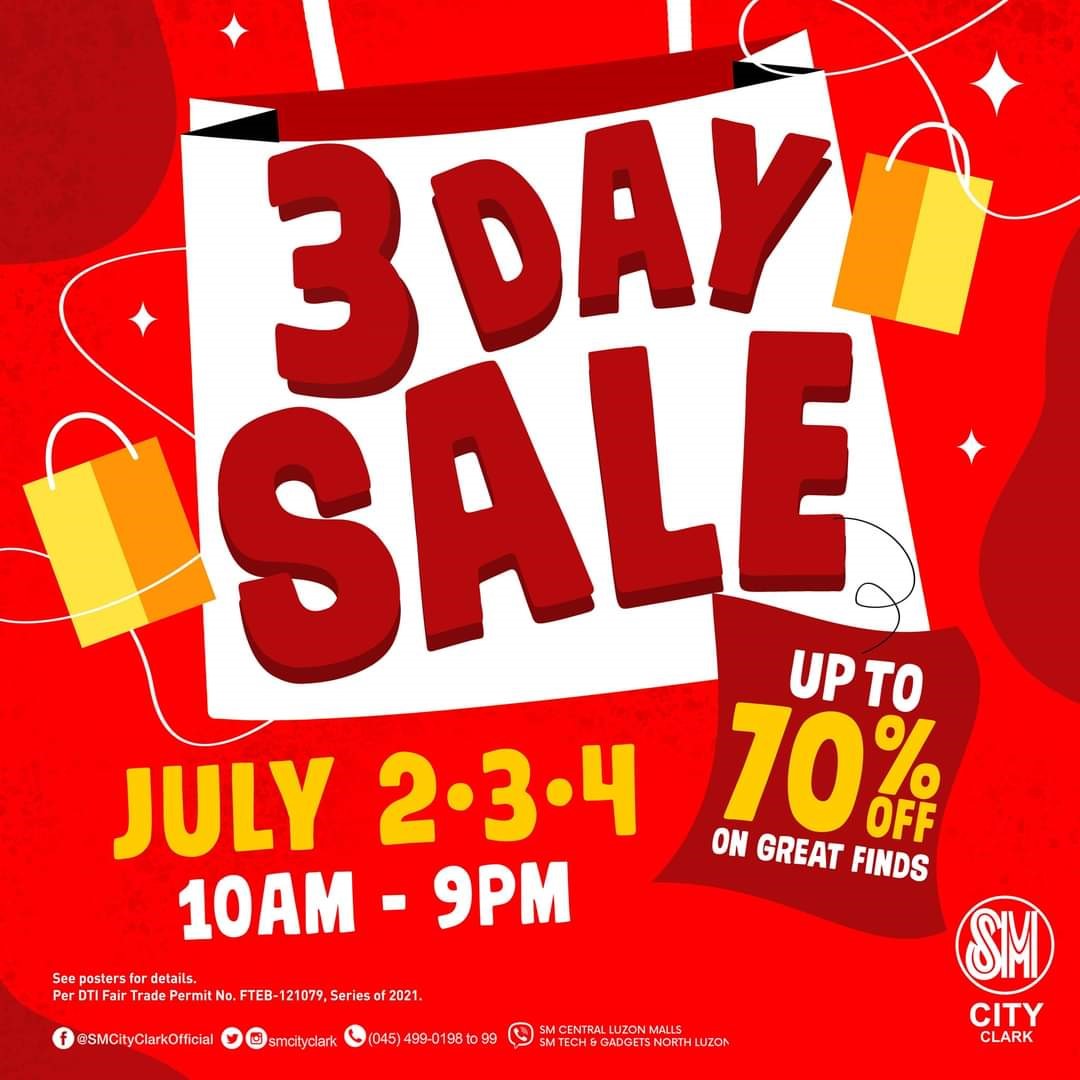 3 DAY
SALE
UP TO
70%
OFF
ON GREAT FINDS
JULY 2•3•4
10AM - 9PM
See posters for details.
Per DTI Fair Trade Permit No. FTEB-121079, Series of 2021.
@SMCityClarkOfficial smcityclark (045) 499-0198 to 99
SM CENTRAL LUZON MALLS
SM TECH & GADGETS NORTH LUZON
SM
CITY
CLARK